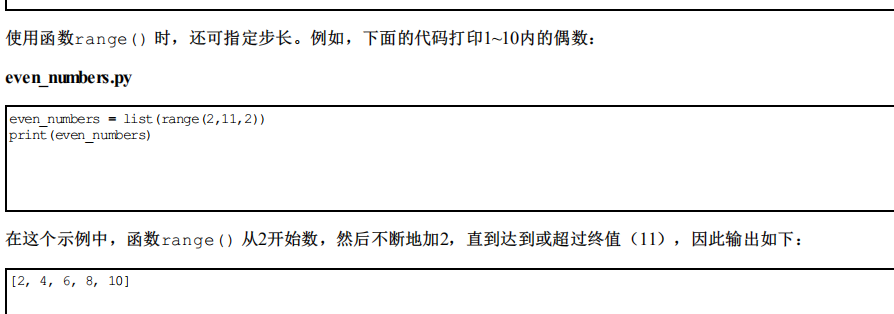 使用函数range() 时，还可指定步长。例如，下面的代码打印1~10内的偶数：
even_numbers.py
even_numbers = list(range(2,11,2))
print(even_numbers)
在这个示例中，函数range() 从2开始数，然后不断地加2，直到达到或超过终值（11），因此输出如下：
[2, 4, 6, 8, 10]